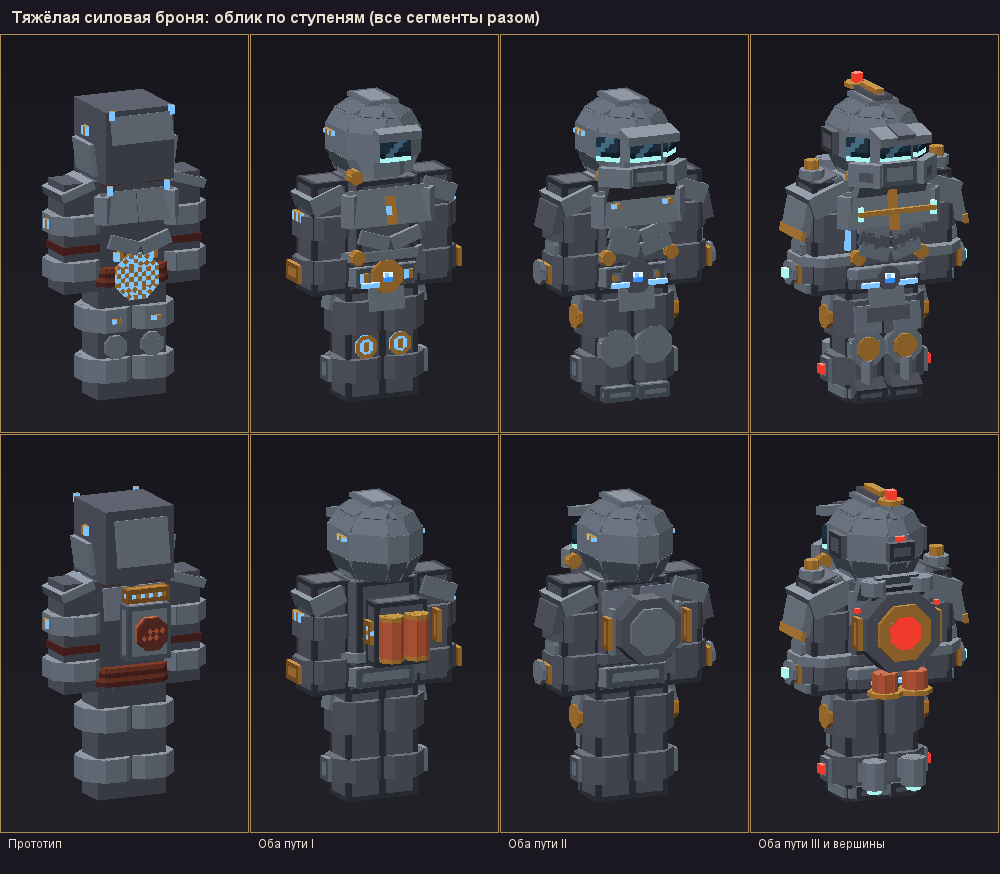 Тяжёлая силовая броня: облик по ступеням (все сегменты разом)
Прототип
Оба пути I
Оба пути II
Оба пути III и вершины